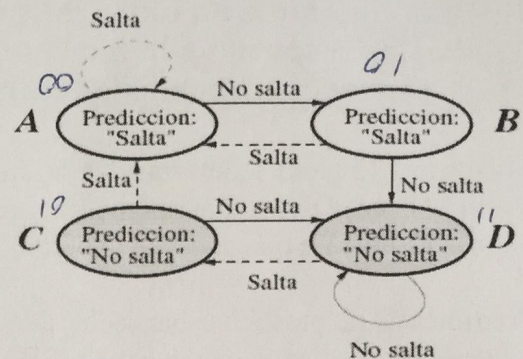 Salta
00
01
No salta
A
Prediccion:
"Salta"
Prediccion:
"Salta"
B
Salta
Salta
No salta
10
No salta
11
C
Prediccion:
"No salta"
Prediccion:
"No salta"
D
Salta
No salta